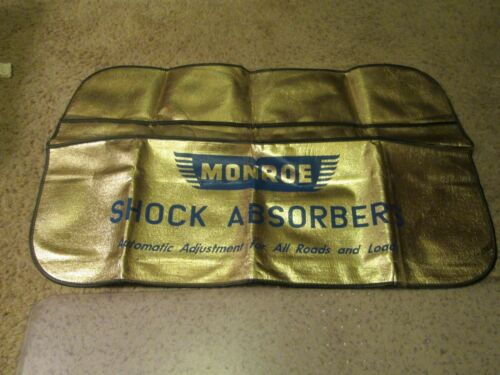 MONROE
SHOCK ABSORBERS
Automatic Adjustment for All Roads and Loads